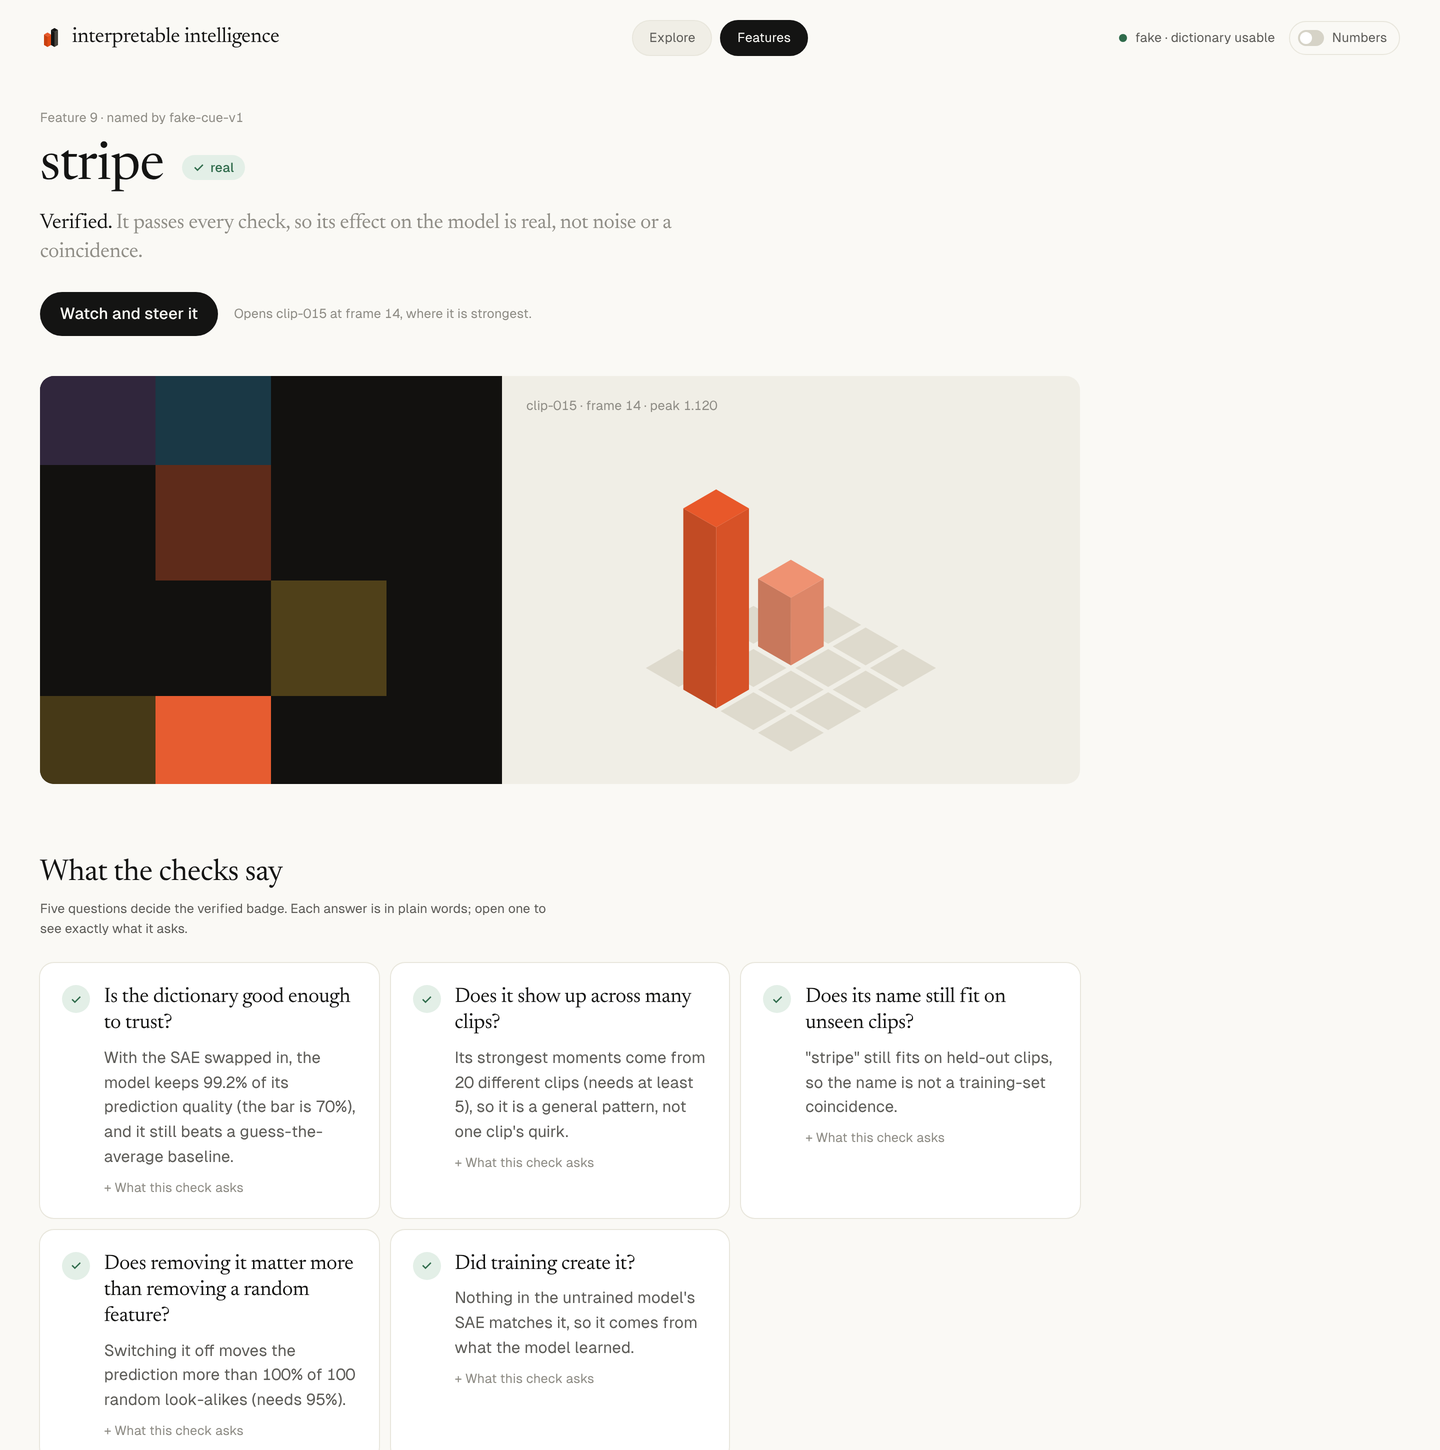 interpretable intelligence
Explore
Features
fake · dictionary usable
Numbers
Feature 9 · named by fake-cue-v1
stripe
real
Verified. It passes every check, so its effect on the model is real, not noise or a
coincidence.
Watch and steer it
Opens clip-015 at frame 14, where it is strongest.
clip-015 · frame 14 · peak 1.120
What the checks say
Five questions decide the verified badge. Each answer is in plain words; open one to
see exactly what it asks.
Is the dictionary good enough
to trust?
With the SAE swapped in, the
model keeps 99.2% of its
prediction quality (the bar is 70%),
and it still beats a guess-the-
average baseline.
+ What this check asks
Does it show up across many
clips?
Its strongest moments come from
20 different clips (needs at least
5), so it is a general pattern, not
one clip's quirk.
+ What this check asks
Does its name still fit on
unseen clips?
"stripe" still fits on held-out clips,
so the name is not a training-set
coincidence.
+ What this check asks
Does removing it matter more
than removing a random
feature?
Switching it off moves the
prediction more than 100% of 100
random look-alikes (needs 95%).
+ What this check asks
Did training create it?
Nothing in the untrained model's
SAE matches it, so it comes from
what the model learned.
+ What this check asks